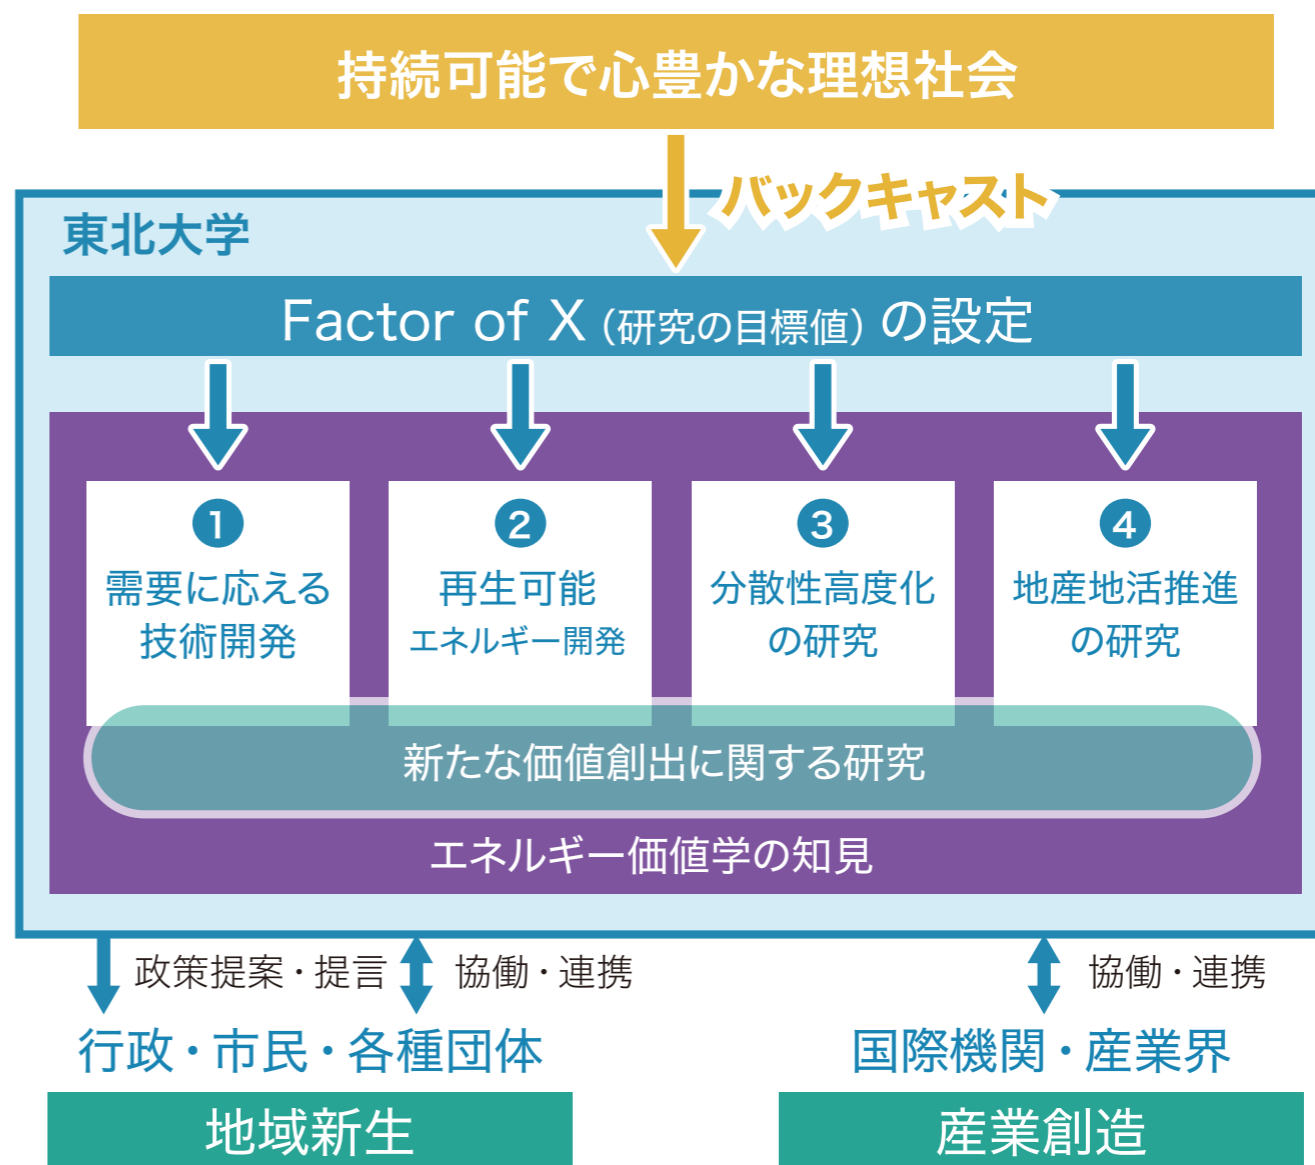 持続可能で心豊かな理想社会
バックキャスト
東北大学
Factor of X（研究の目標値）の設定
1
需要に応える
技術開発
2
再生可能
エネルギー開発
3
分散性高度化
の研究
4
地産地活推進
の研究
新たな価値創出に関する研究
エネルギー価値学の知見
政策提案・提言
協働・連携
協働・連携
行政・市民・各種団体
国際機関・産業界
地域新生
産業創造